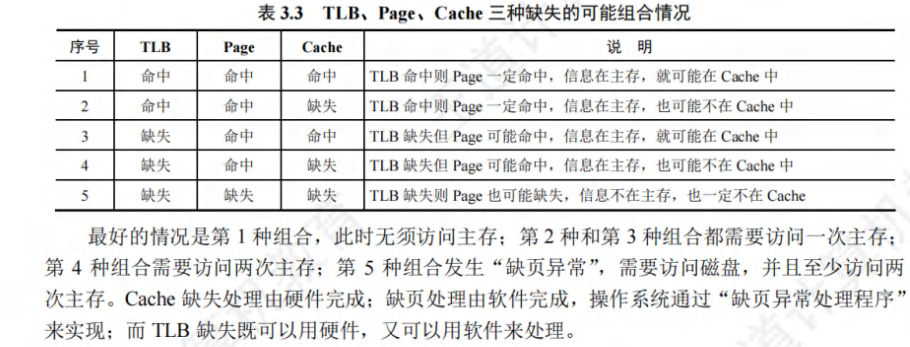 表 3.3 TLB、Page、Cache 三种缺失的可能组合情况
序号 TLB Page Cache 说 明
1 命中 命中 命中 TLB 命中则 Page 一定命中，信息在主存，就可能在 Cache 中
2 命中 命中 缺失 TLB 命中则 Page 一定命中，信息在主存，也可能不在 Cache 中
3 缺失 命中 命中 TLB 缺失但 Page 可能命中，信息在主存，就可能在 Cache 中
4 缺失 命中 缺失 TLB 缺失但 Page 可能命中，信息在主存，也可能不在 Cache 中
5 缺失 缺失 缺失 TLB 缺失则 Page 也可能缺失，信息不在主存，也一定不在 Cache
最好的情况是第 1 种组合，此时无须访问主存；第 2 种和第 3 种组合都需要访问一次主存；
第 4 种组合需要访问两次主存；第 5 种组合发生“缺页异常”，需要访问磁盘，并且至少访问两
次主存。Cache 缺失处理由硬件完成；缺页处理由软件完成，操作系统通过“缺页异常处理程序”
来实现；而 TLB 缺失既可以用硬件，又可以用软件来处理。